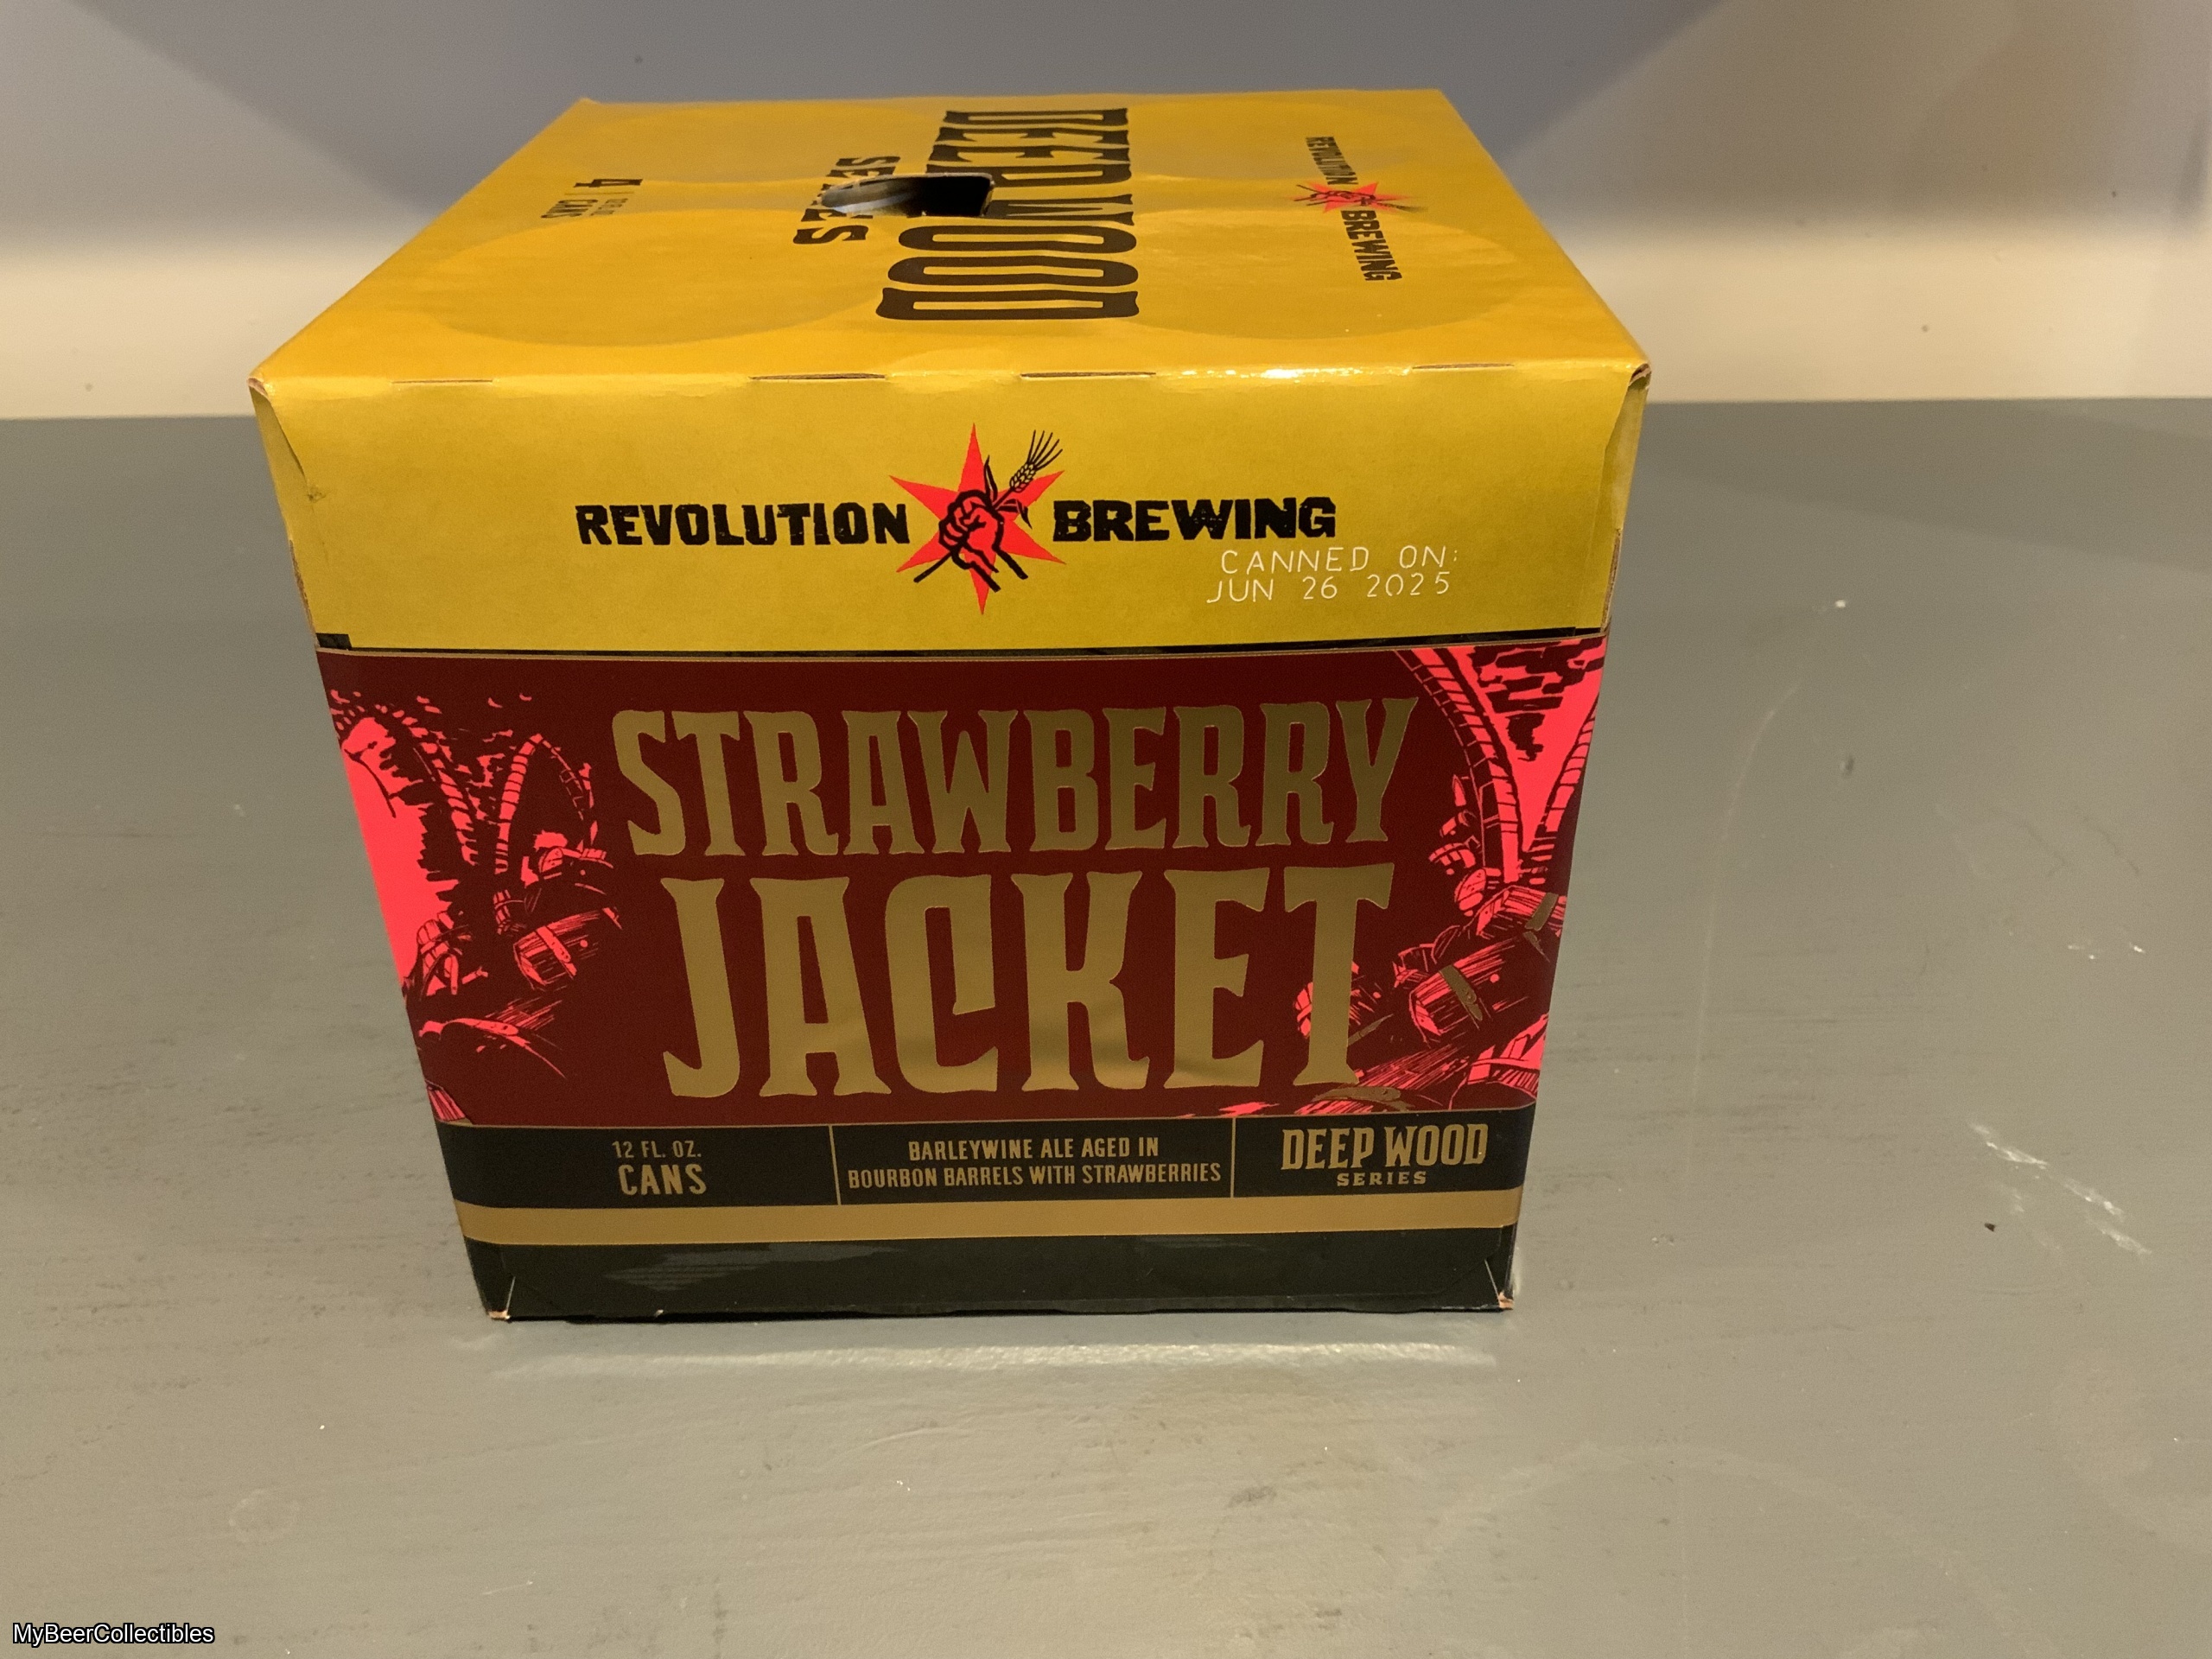 DEEP WOOD
SERIES
4
CANS
REVOLUTION BREWING
REVOLUTION BREWING
CANNED ON:
JUN 26 2025
STRAWBERRY
JACKET
12 FL. OZ.
CANS
BARLEYWINE ALE AGED IN
BOURBON BARRELS WITH STRAWBERRIES
DEEP WOOD
SERIES
MyBeerCollectibles